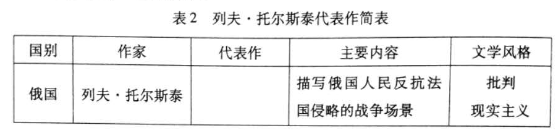 表2 列夫·托尔斯泰代表作简表
国别 作家 代表作 主要内容 文学风格
俄国 列夫·托尔斯泰 描写俄国人民反抗法 批判
国侵略的战争场景 现实主义